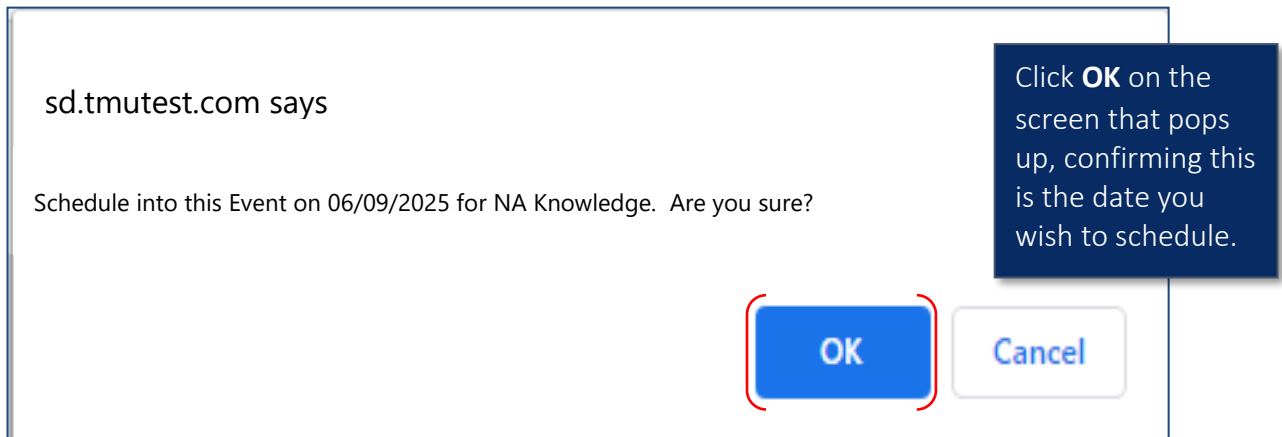 sd.tmutest.com says
Schedule into this Event on 06/09/2025 for NA Knowledge.  Are you sure?
OK
Cancel
Click OK on the
screen that pops
up, confirming this
is the date you
wish to schedule.